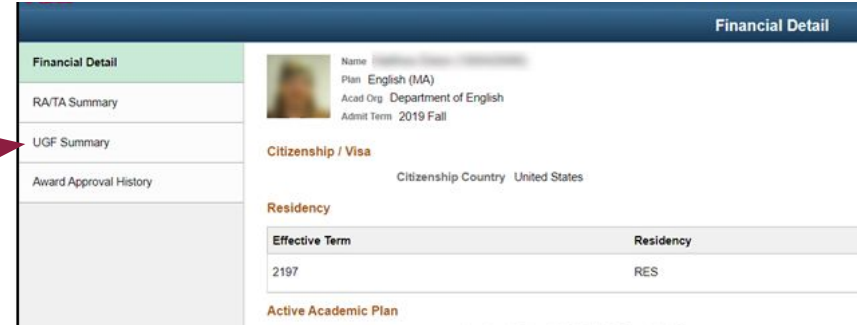 Financial Detail
Financial Detail
RA/TA Summary
UGF Summary
Award Approval History
Name
Plan English (MA)
Acad Org Department of English
Admit Term 2019 Fall
Citizenship / Visa
Citizenship Country United States
Residency
Effective Term Residency
2197 RES
Active Academic Plan